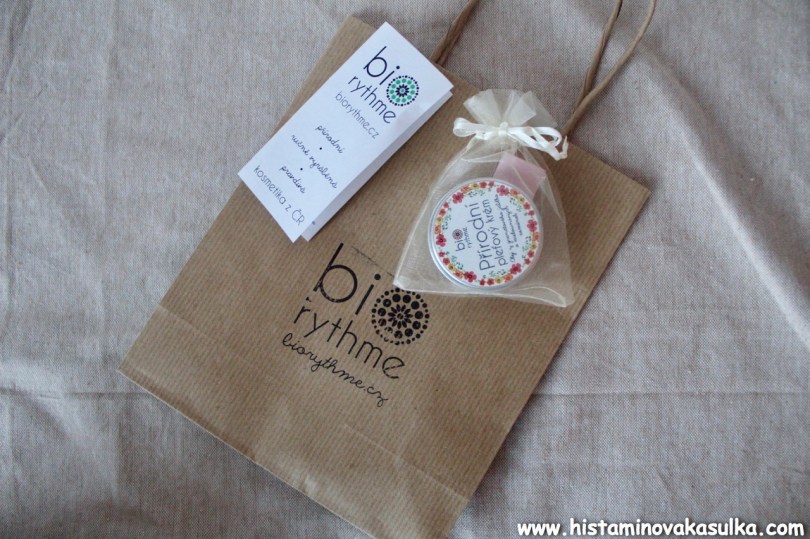 bio
rythme
biorythme.cz
přírodní
•
ručně vyráběná
•
prémiová
kosmetika z ČR
bio
rythme
přírodní
pleťový krém
bio
rythme
biorythme.cz
www.histaminovakasulka.com